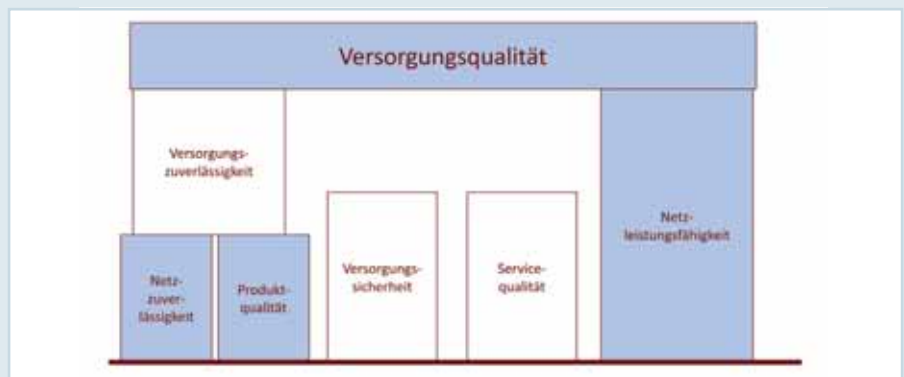 Versorgungsqualität
Versorgungs-
zuverlässigkeit
Netz-
zuver-
lässigkeit
Produkt-
qualität
Versorgungs-
sicherheit
Service-
qualität
Netz-
leistungsfähigkeit